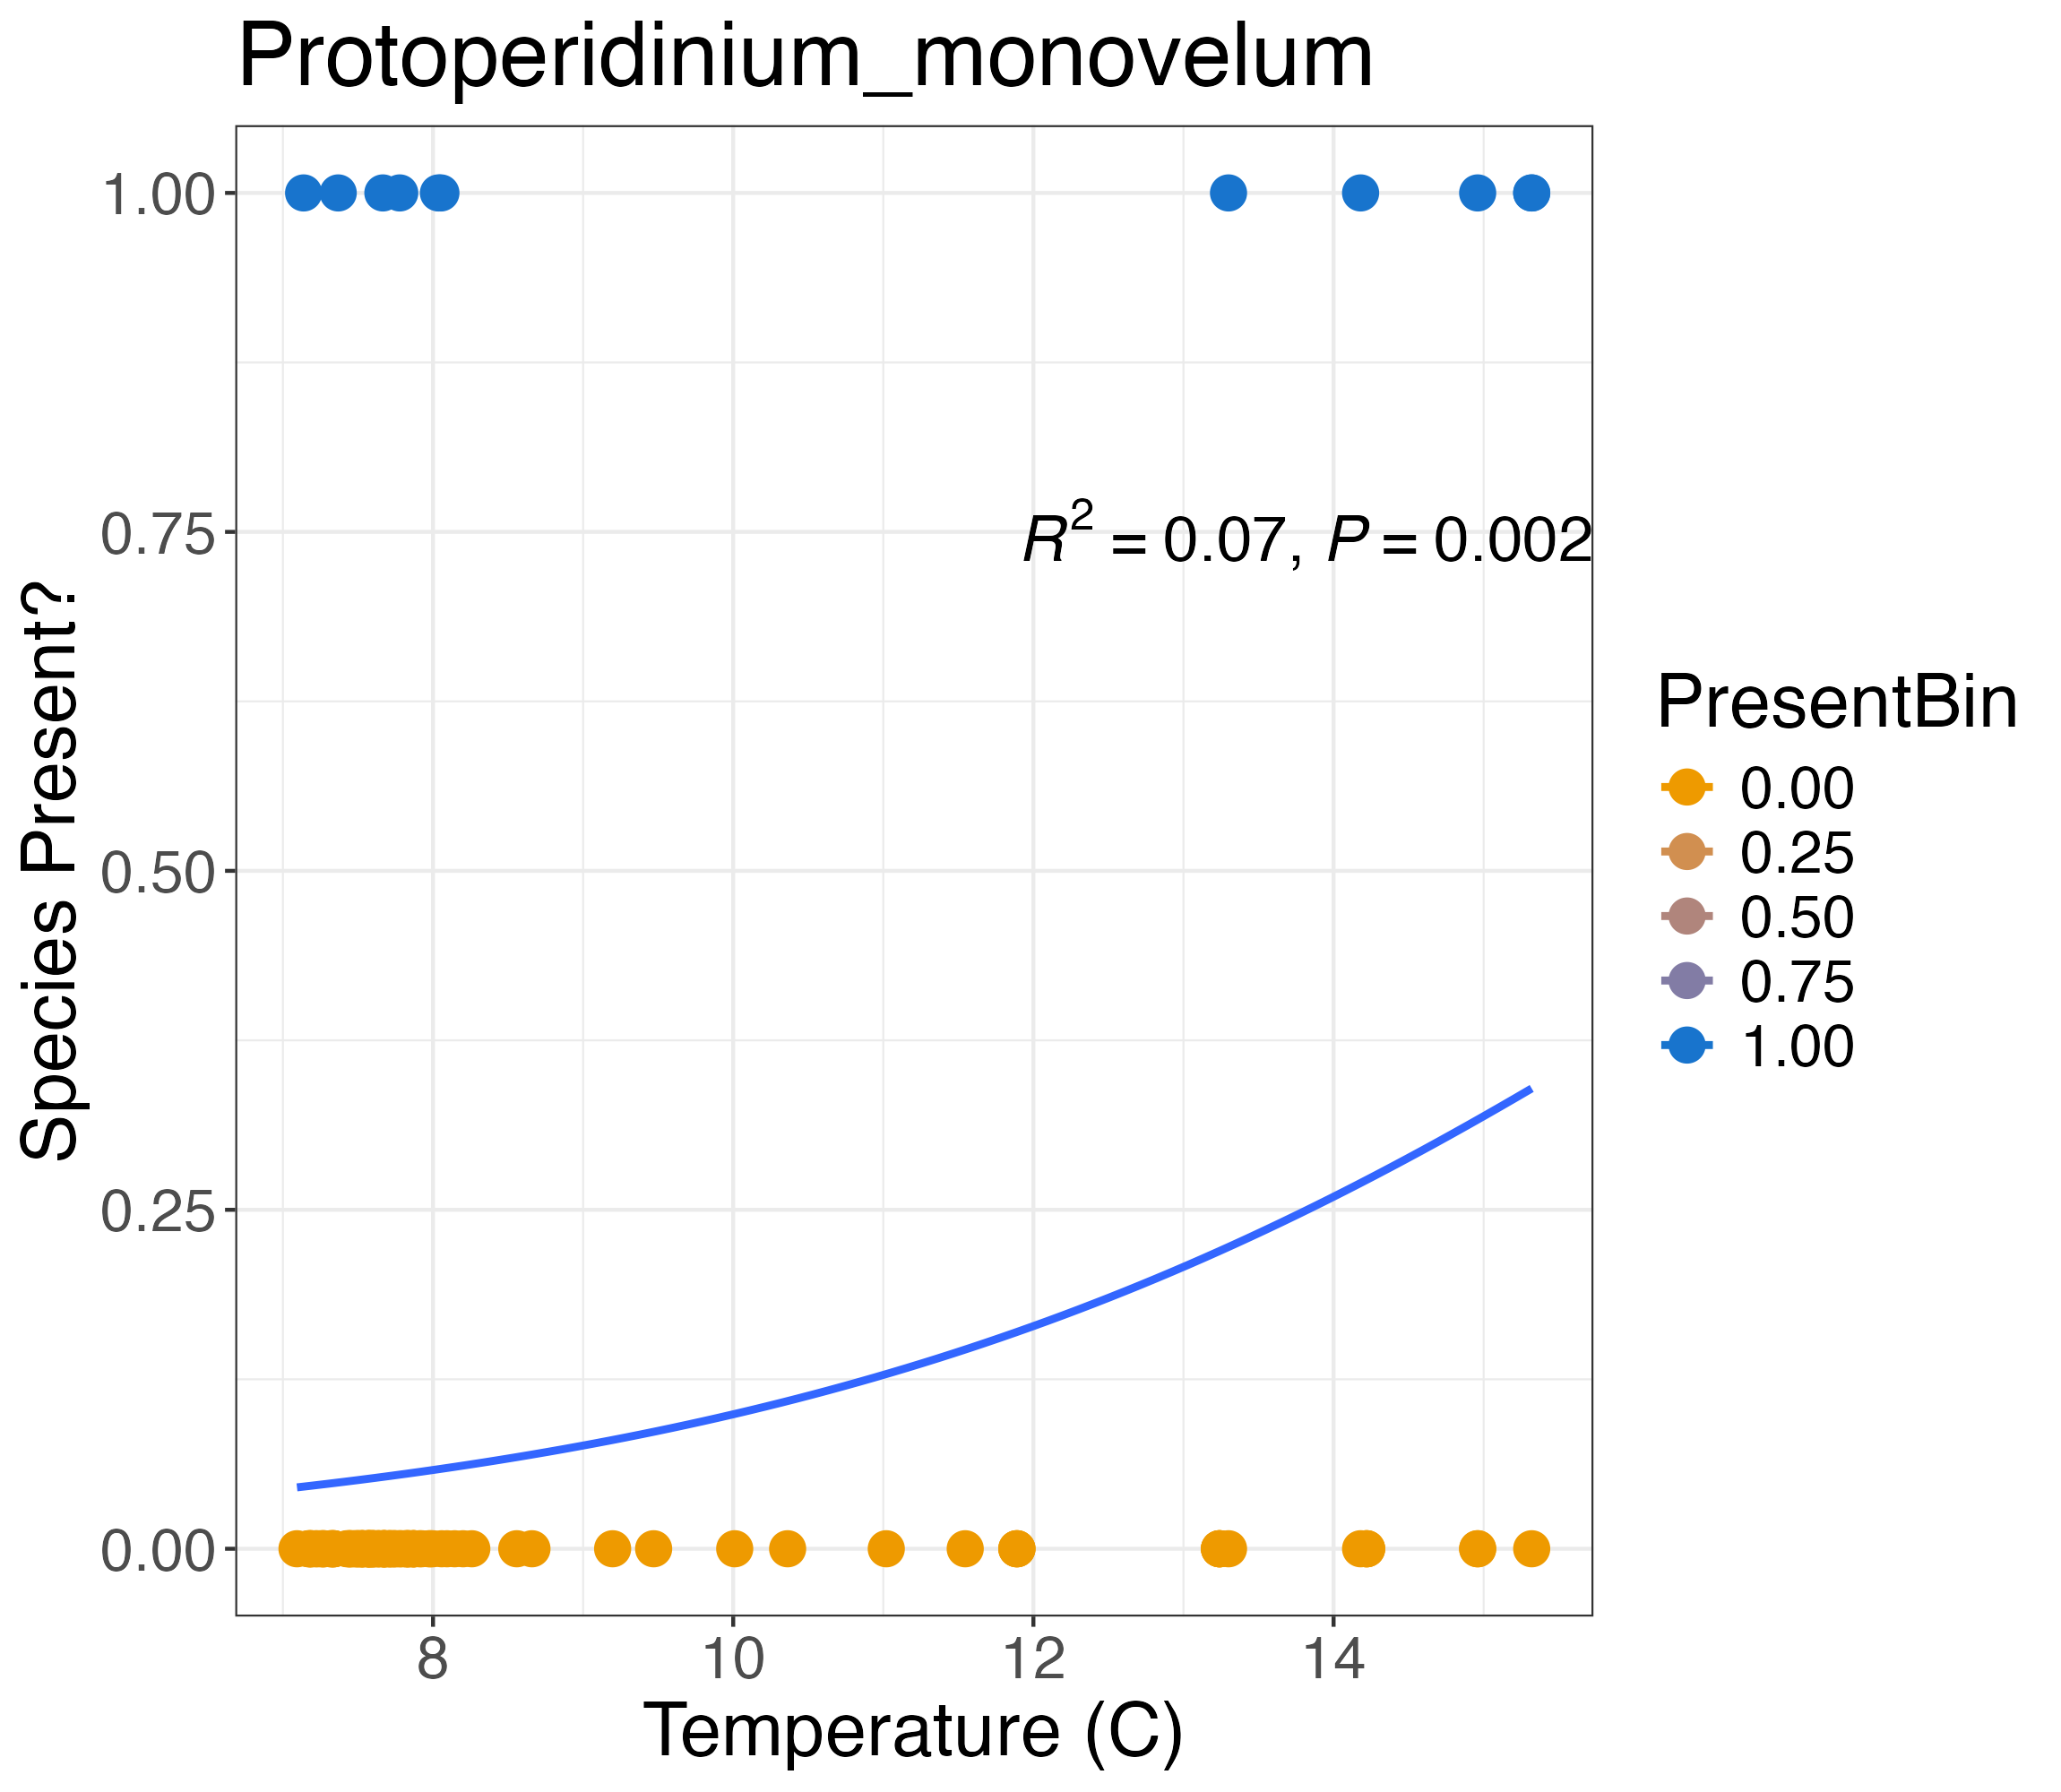 Protoperidinium_monovelum
1.00
0.75
0.50
0.25
0.00
Species Present?
R² = 0.07, P = 0.002
8
10
12
14
Temperature (C)
PresentBin
0.00
0.25
0.50
0.75
1.00